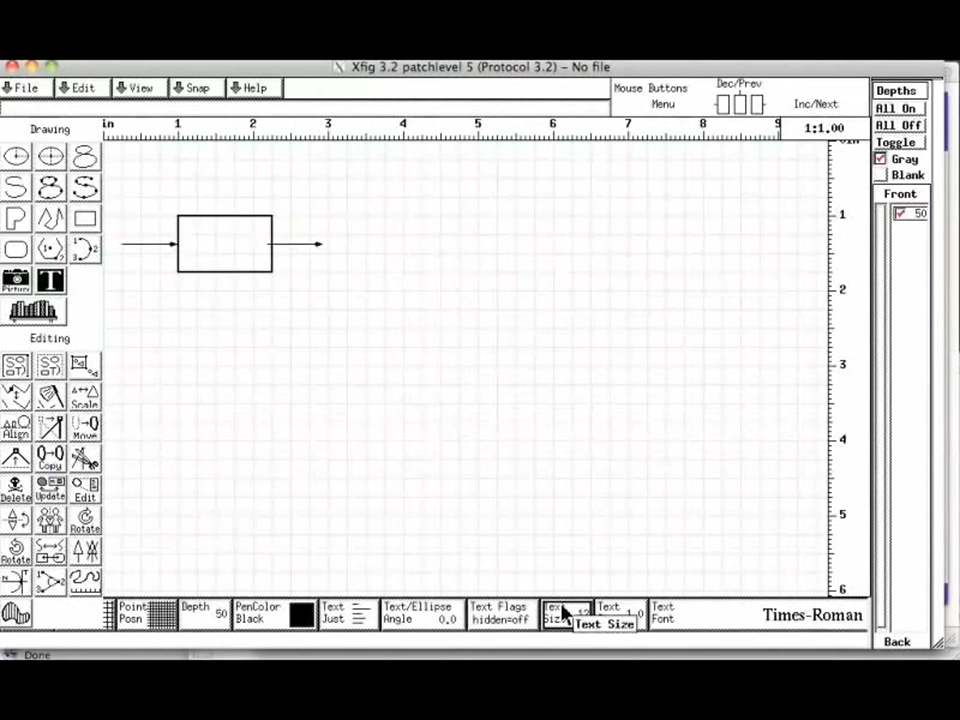 Xfig 3.2 patchlevel 5 (Protocol 3.2) – No file
File Edit View Snap Help
Mouse Buttons
Menu
Dec/Prev
Inc/Next
Depths
All On
All Off
Toggle
Gray
Blank
Front
50
Back
Drawing
in 1 2 3 4 5 6 7 8 9
1:1.00
1
2
3
4
5
6
Picture
T
Editing
Scale
Align
Move
Copy
Delete
Update
Edit
Rotate
Rotate
Point
Posn
Depth 50
PenColor
Black
Text
Just
Text/Ellipse
Angle 0.0
Text Flags
hidden=off
Text
1.0
Text Size
Text
Font
Times-Roman
Done